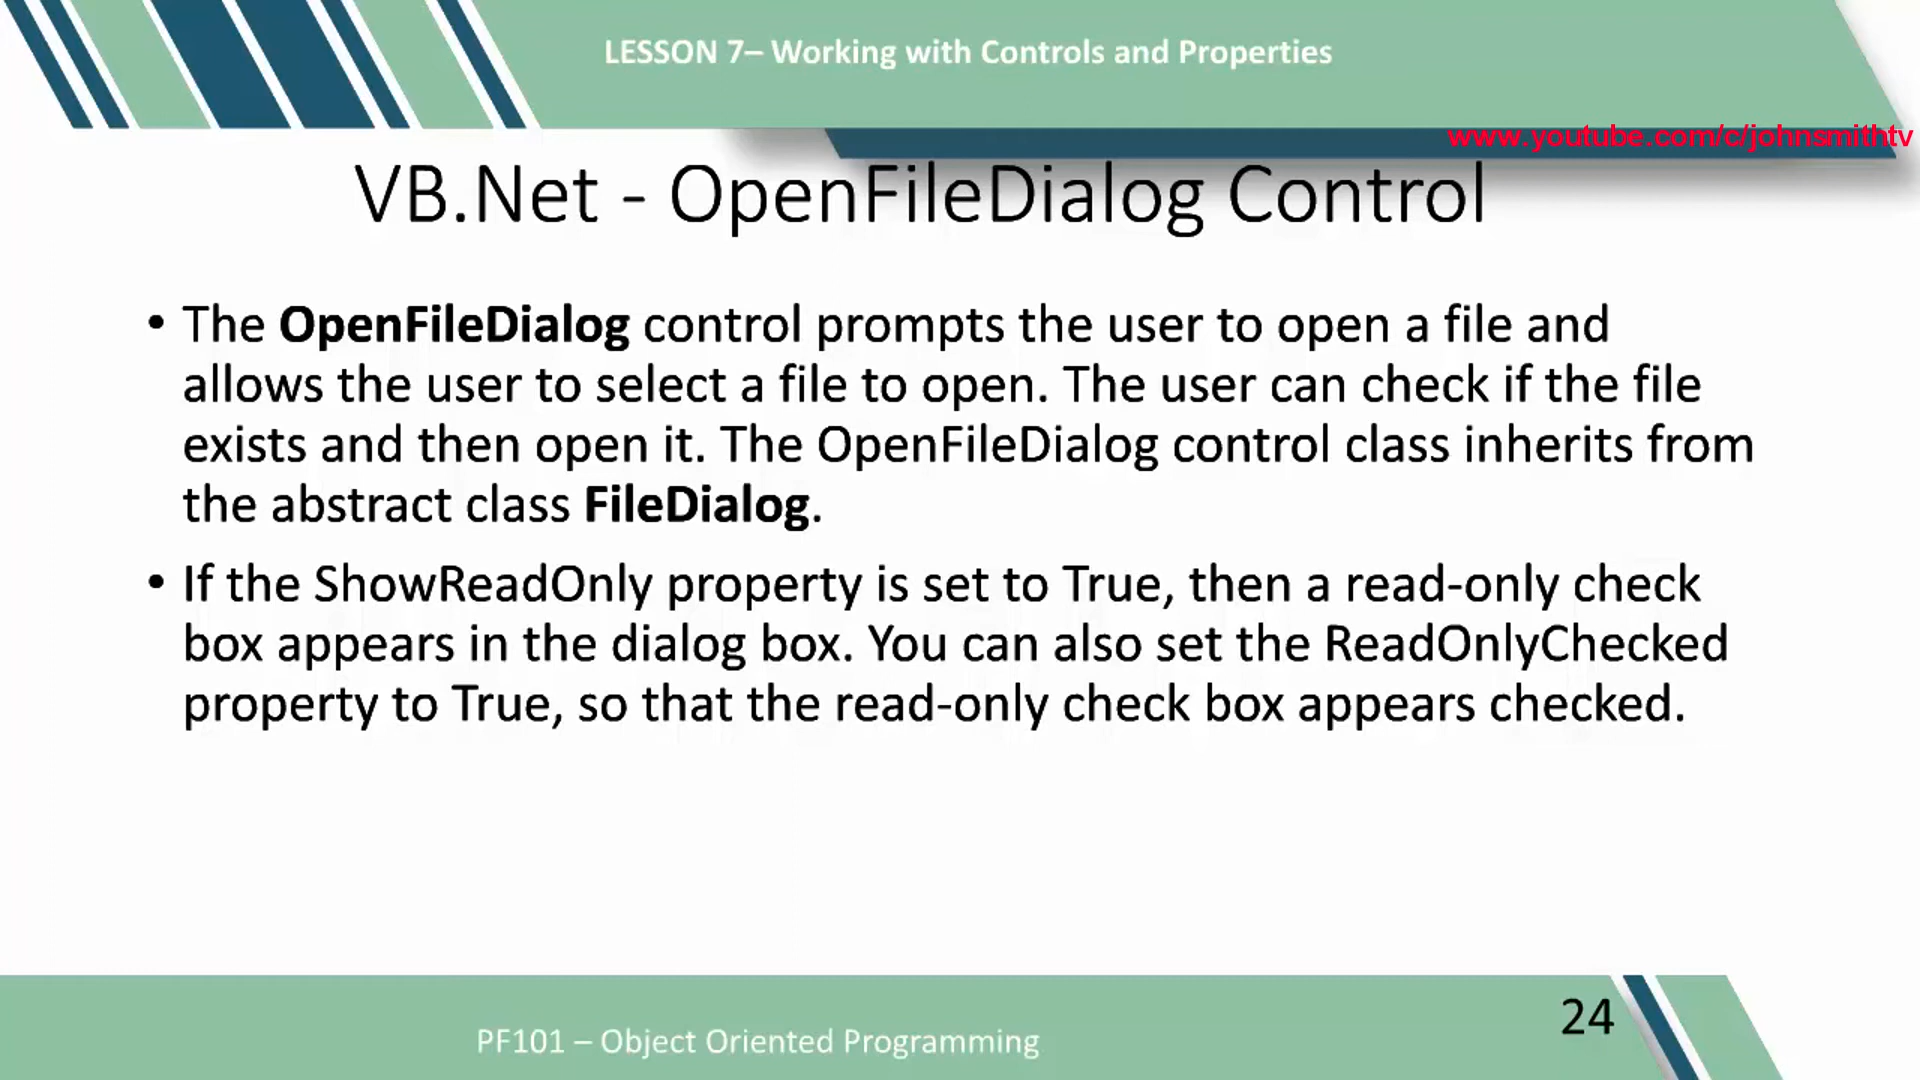 LESSON 7– Working with Controls and Properties
www.youtube.com/c/johnsmithtv
VB.Net - OpenFileDialog Control
• The OpenFileDialog control prompts the user to open a file and
allows the user to select a file to open. The user can check if the file
exists and then open it. The OpenFileDialog control class inherits from
the abstract class FileDialog.
• If the ShowReadOnly property is set to True, then a read-only check
box appears in the dialog box. You can also set the ReadOnlyChecked
property to True, so that the read-only check box appears checked.
24
PF101 – Object Oriented Programming